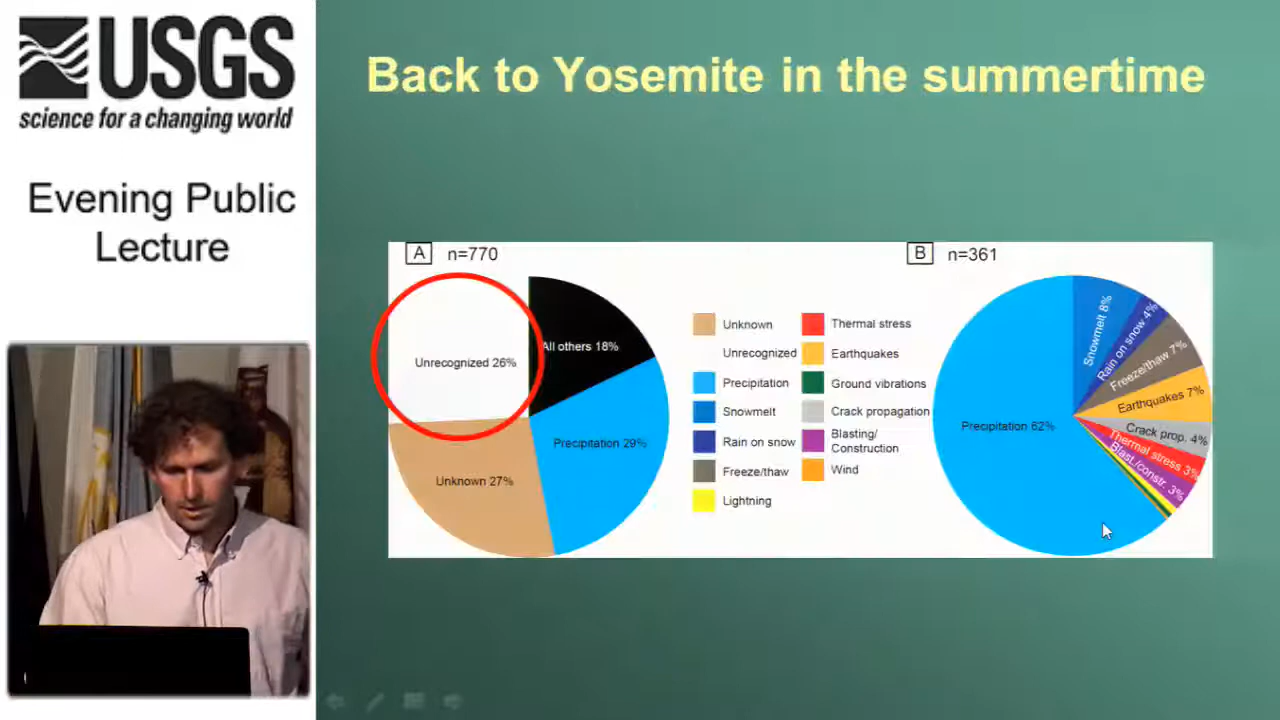 USGS
science for a changing world
Evening Public
Lecture
Back to Yosemite in the summertime
A
n=770
Unrecognized 26%
All others 18%
Precipitation 29%
Unknown 27%
Unknown
Unrecognized
Precipitation
Snowmelt
Rain on snow
Freeze/thaw
Lightning
Thermal stress
Earthquakes
Ground vibrations
Crack propagation
Blasting/
Construction
Wind
B
n=361
Precipitation 62%
Snowmelt 8%
Rain on snow 4%
Freeze/thaw 7%
Earthquakes 7%
Crack prop. 4%
Thermal stress 3%
Blast./constr. 3%